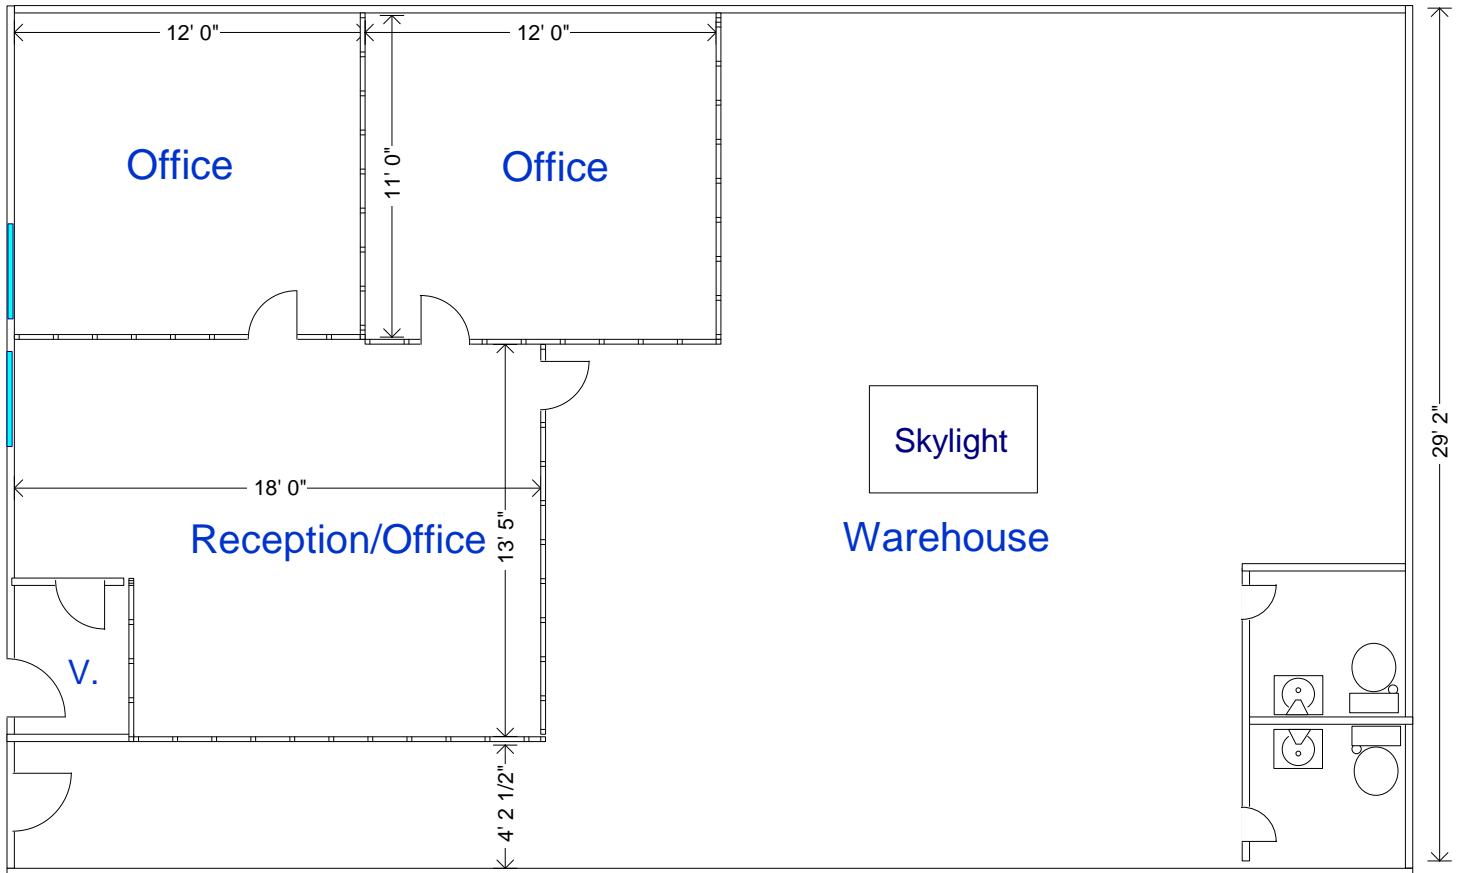 12' 0"
12' 0"
Office
Office
11' 0"
Skylight
29' 2"
18' 0"
Reception/Office
13' 5"
Warehouse
V.
4' 2 1/2"